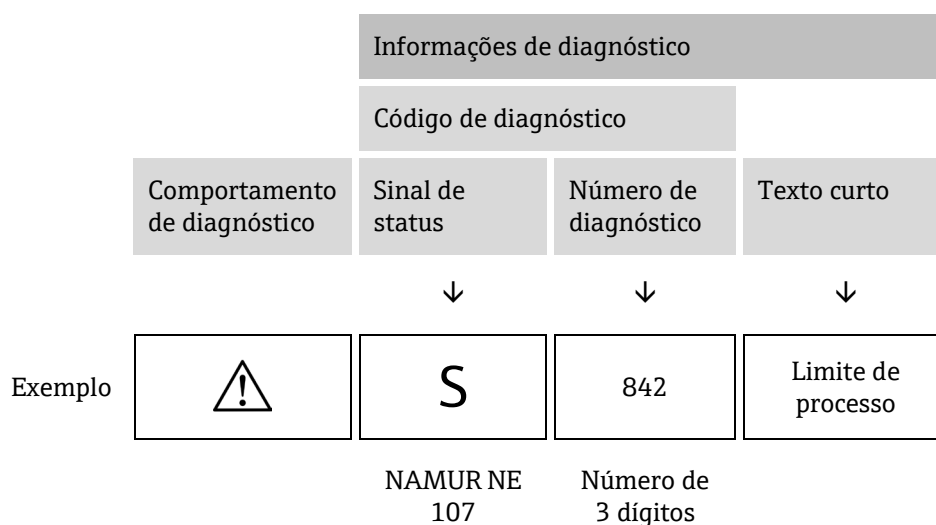 Informações de diagnóstico
Código de diagnóstico
Comportamento
de diagnóstico
Sinal de
status
Número de
diagnóstico
Texto curto
Exemplo
S
842
Limite de
processo
NAMUR NE
107
Número de
3 dígitos